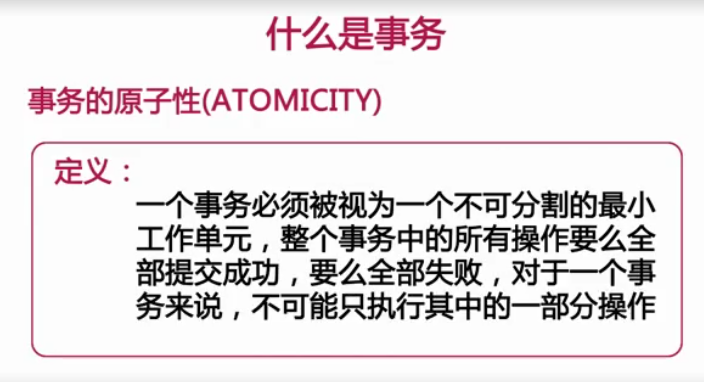 什么是事务
事务的原子性(ATOMICITY)
定义：
一个事务必须被视为一个不可分割的最小
工作单元，整个事务中的所有操作要么全
部提交成功，要么全部失败，对于一个事
务来说，不可能只执行其中的一部分操作